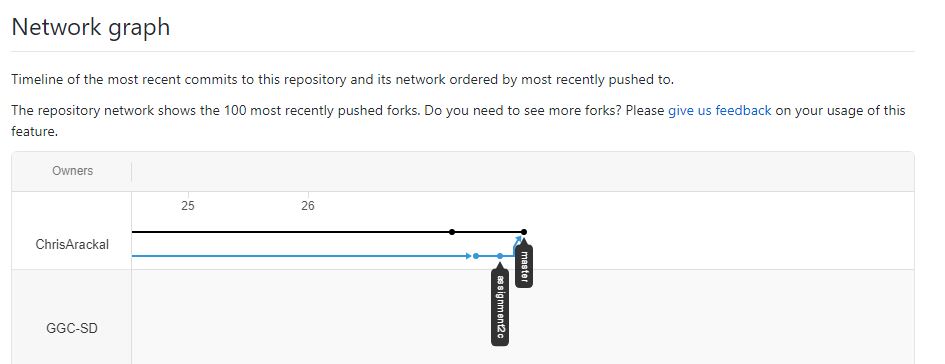 Network graph
Timeline of the most recent commits to this repository and its network ordered by most recently pushed to.
The repository network shows the 100 most recently pushed forks. Do you need to see more forks? Please give us feedback on your usage of this
feature.
Owners
25 26
ChrisArackal
master
assignment2c
GGC-SD